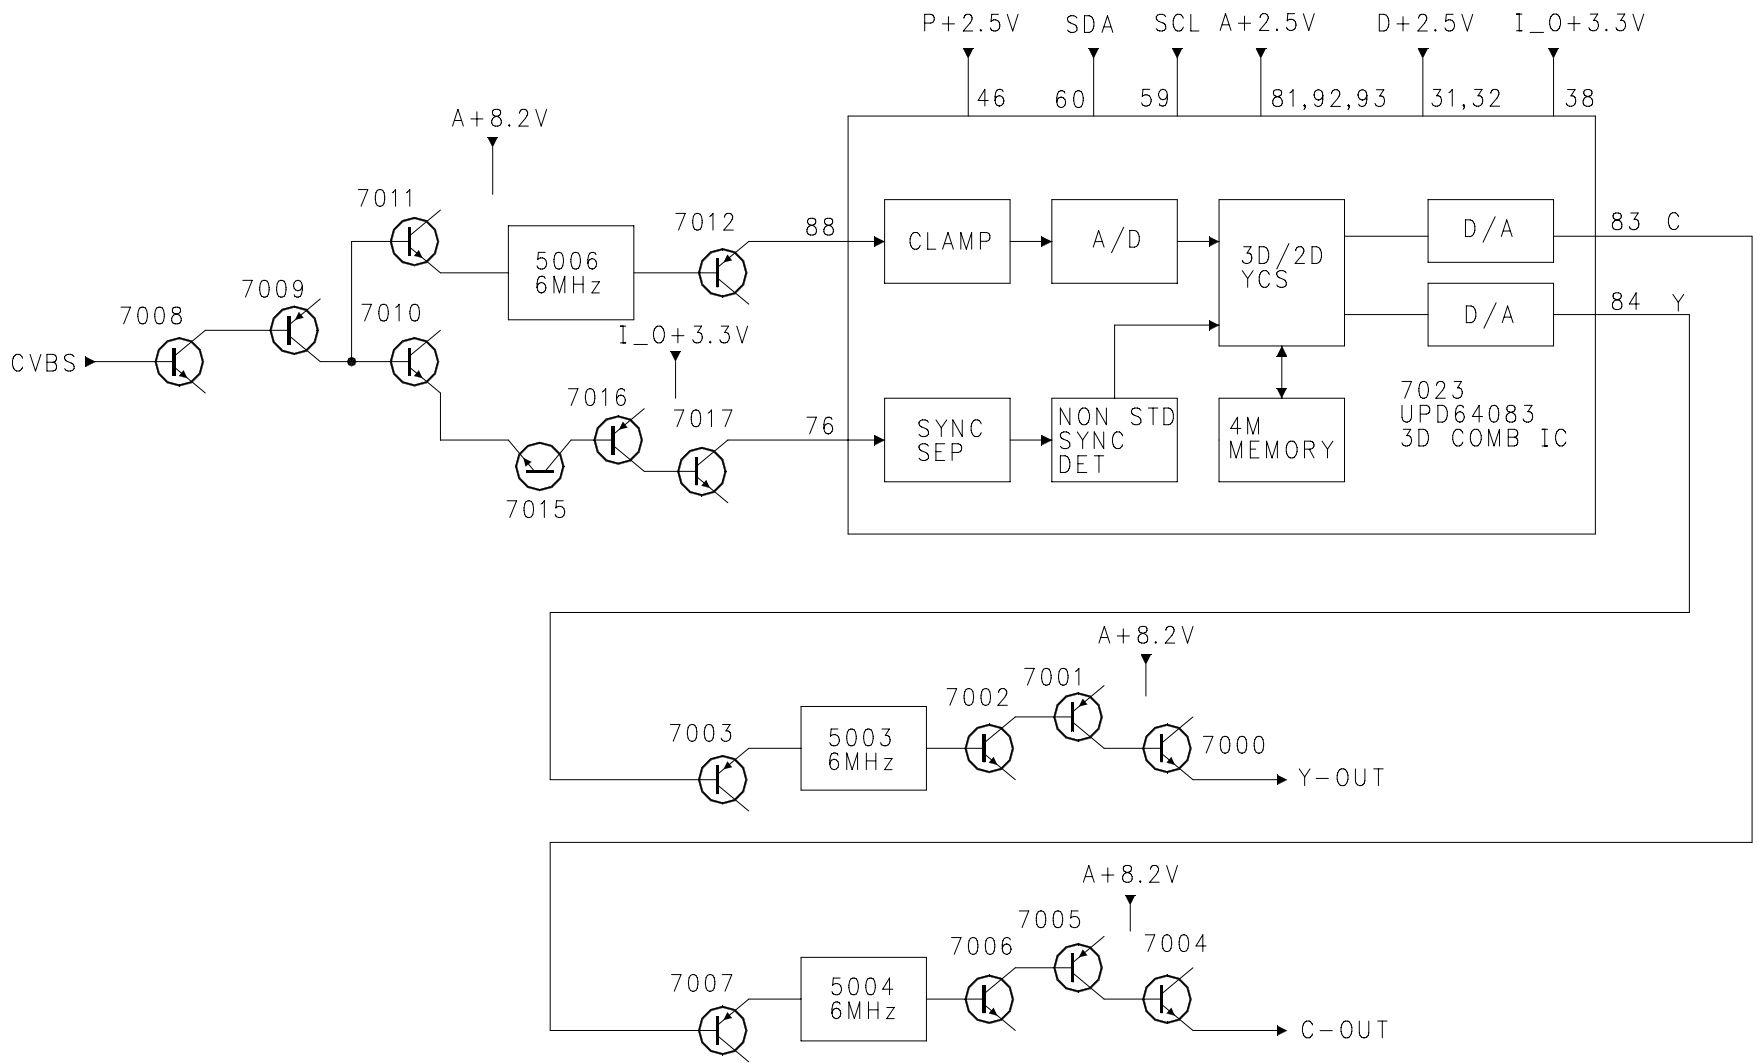 P+2.5V SDA SCL A+2.5V D+2.5V I_O+3.3V
46 60 59 81,92,93 31,32 38
A+8.2V
7011
7012
88
CLAMP
A/D
3D/2D
YCS
D/A
83 C
5006
6MHz
7009
7008
7010
I_O+3.3V
D/A
84 Y
CVBS
7016
7017
76
SYNC
SEP
NON STD
SYNC
DET
4M
MEMORY
7023
UPD64083
3D COMB IC
7015
A+8.2V
7001
7002
7003
5003
6MHz
7000
Y-OUT
A+8.2V
7005
7006
7004
7007
5004
6MHz
C-OUT